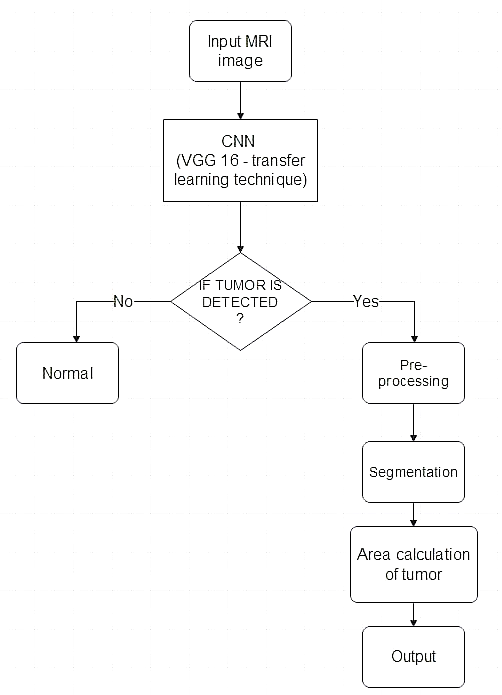 Input MRI
image
CNN
(VGG 16 - transfer
learning technique)
IF TUMOR IS
DETECTED
?
No
Yes
Normal
Pre-
processing
Segmentation
Area calculation
of tumor
Output